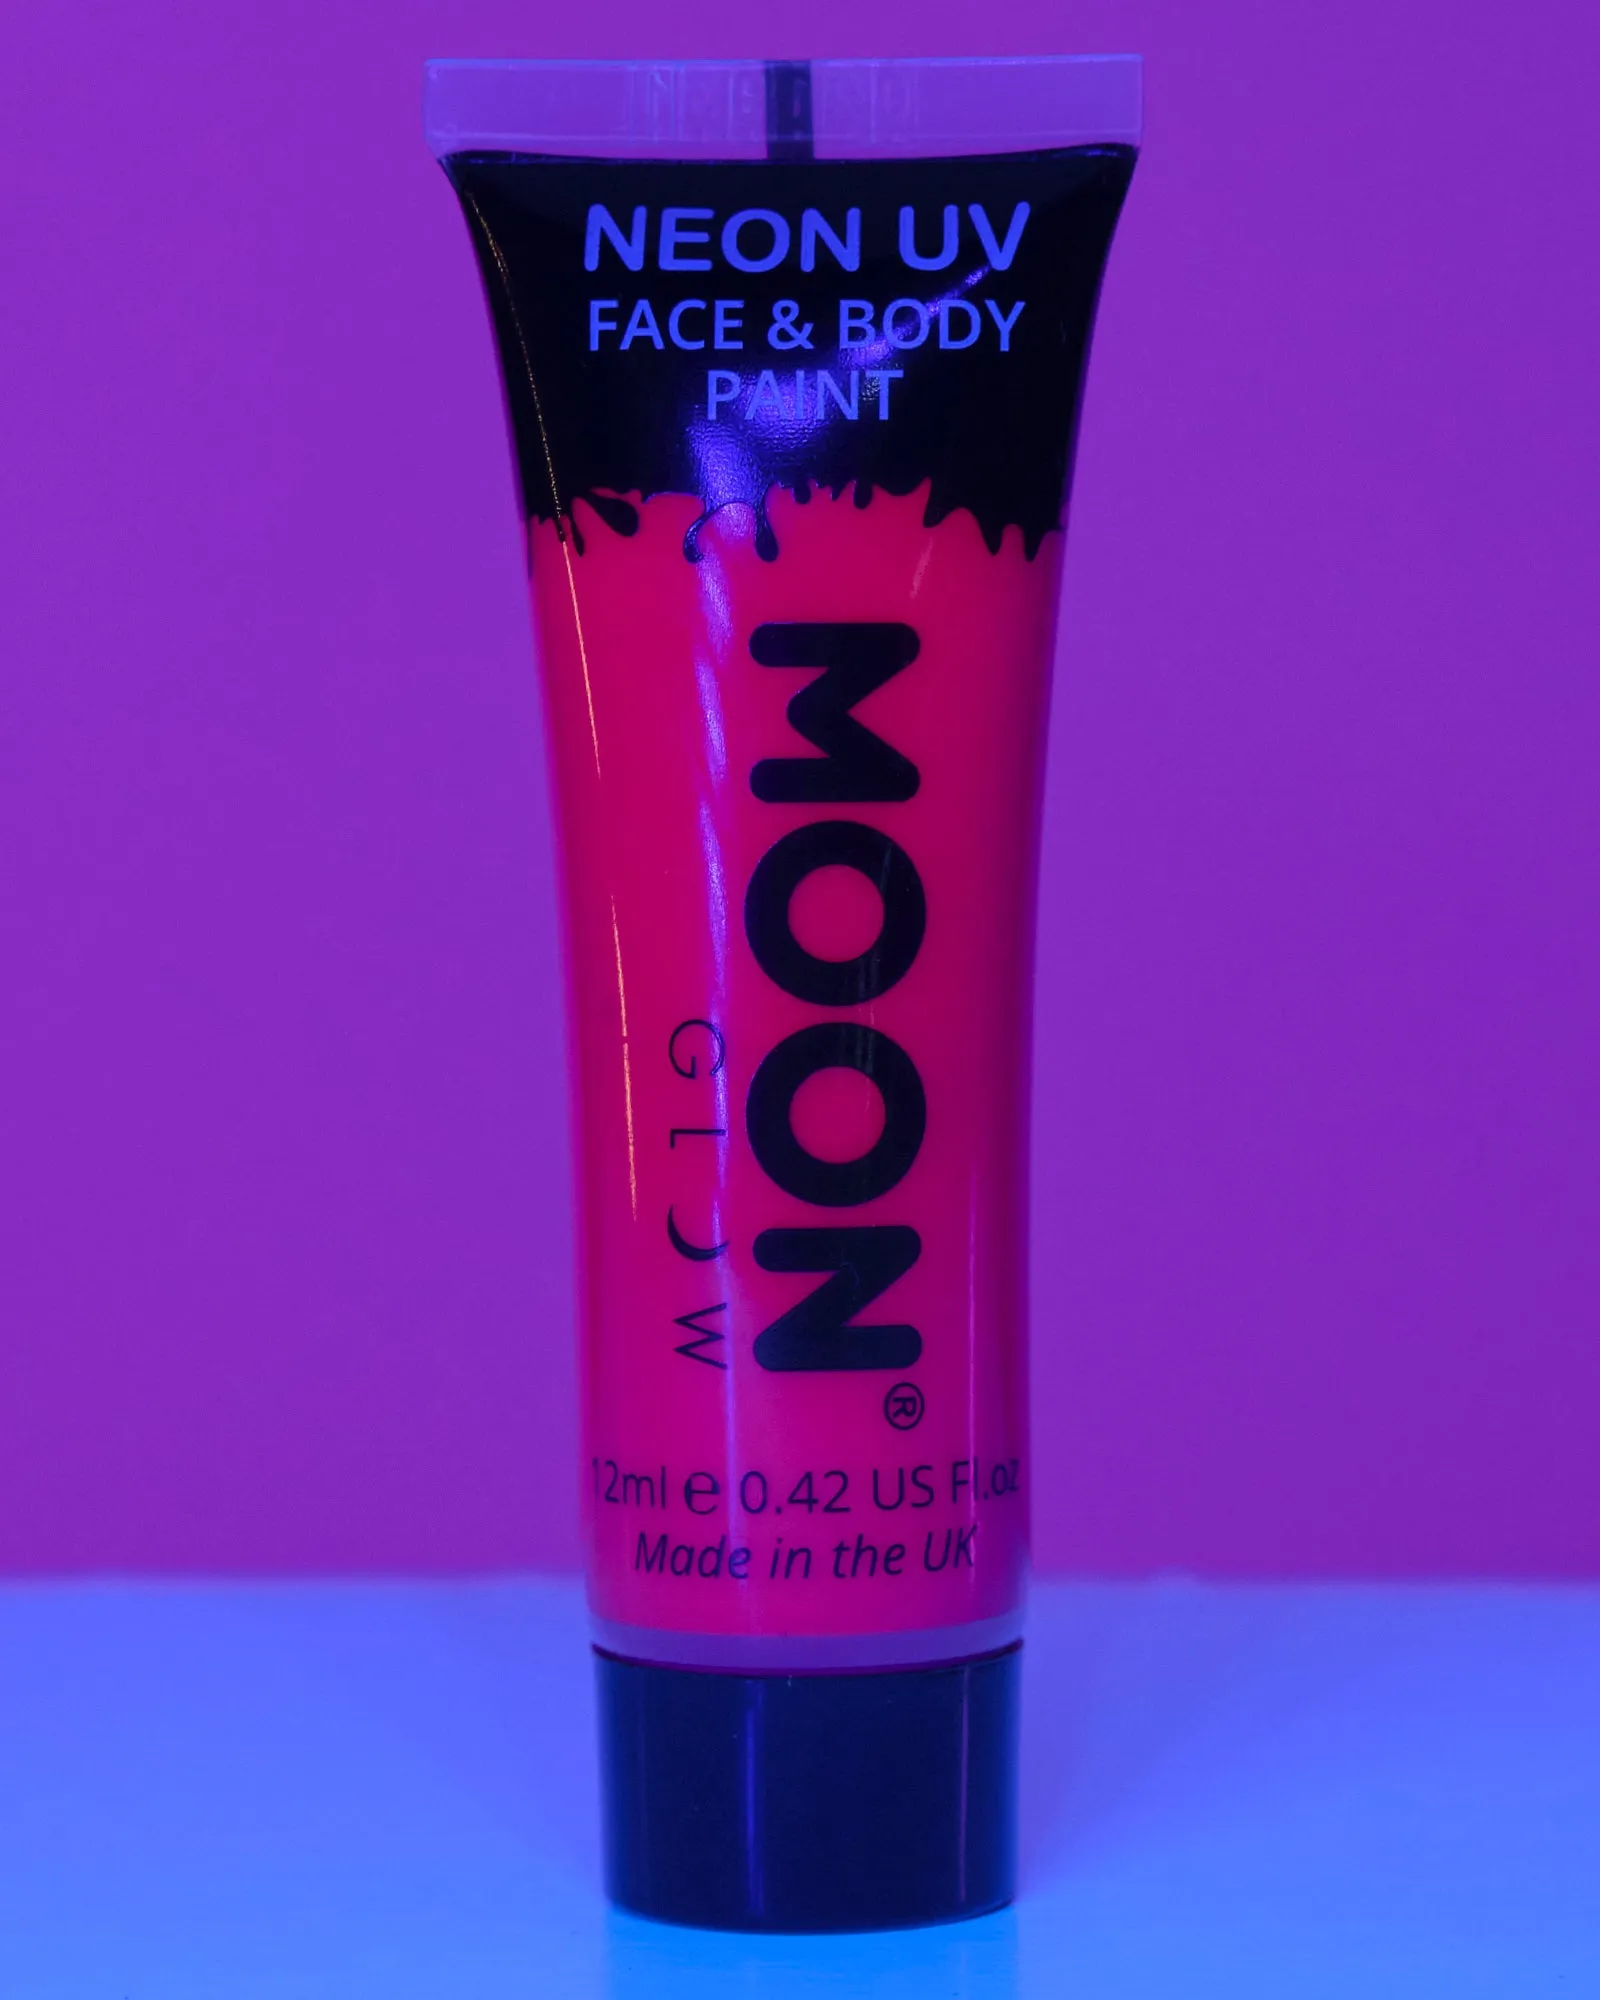 NEON UV
FACE & BODY
PAINT
MOON®
GLOW
12ml ℮ 0.42 US Fl.oz
Made in the UK